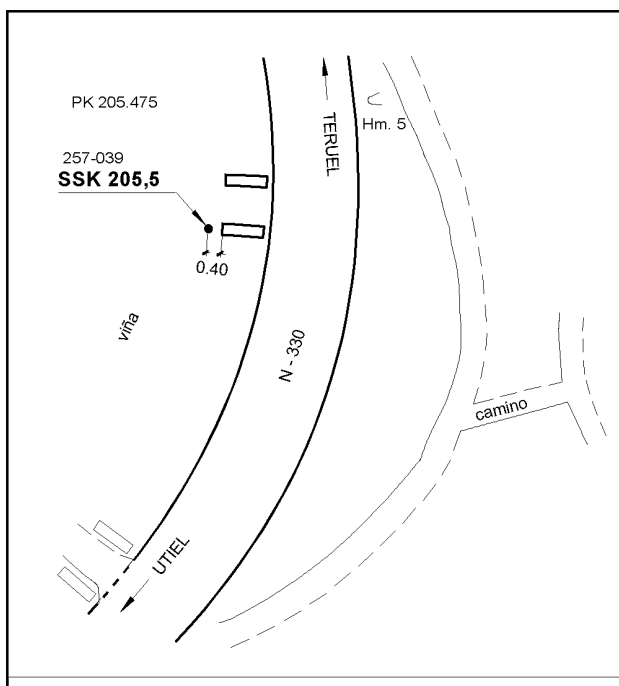 PK 205.475
TERUEL
Hm. 5
257-039
SSK 205,5
0.40
viña
N - 330
camino
UTIEL